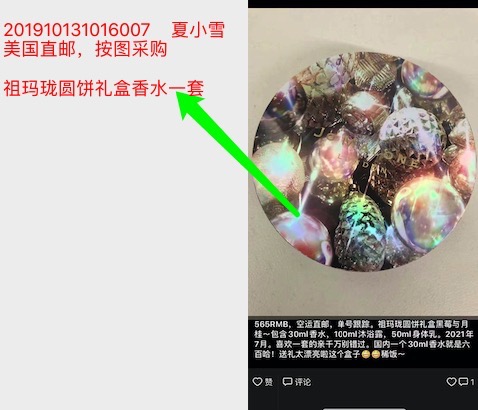 201910131016007 夏小雪
美国直邮，按图采购
祖玛珑圆饼礼盒香水一套
565RMB，空运直邮，单号跟踪。祖玛珑圆饼礼盒黑莓与月
桂～包含30ml香水，100ml沐浴露，50ml身体乳。2021年
7月。喜欢一套的亲千万别错过。国内一个30ml香水就是六
百哈！送礼太漂亮啦这个盒子😳😳稀饭～
赞 评论 1